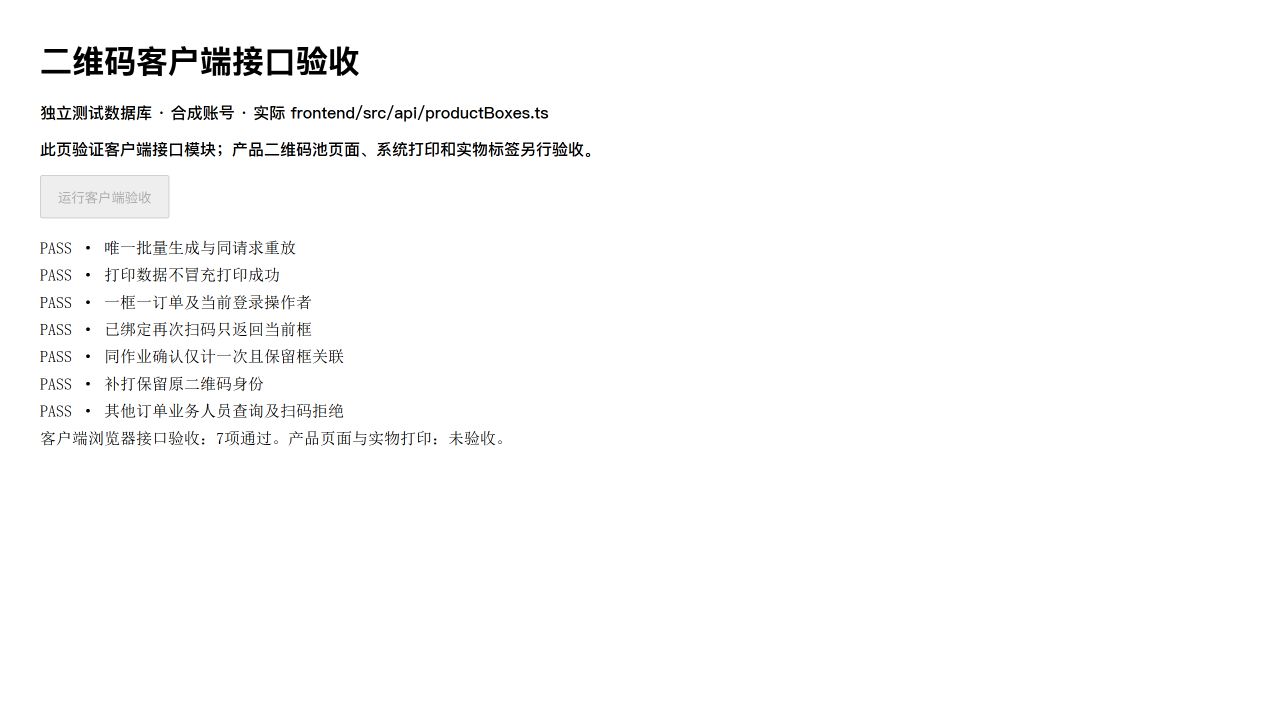 二维码客户端接口验收
独立测试数据库 · 合成账号 · 实际 frontend/src/api/productBoxes.ts
此页验证客户端接口模块；产品二维码池页面、系统打印和实物标签另行验收。
运行客户端验收
PASS · 唯一批量生成与同请求重放
PASS · 打印数据不冒充打印成功
PASS · 一框一订单及当前登录操作者
PASS · 已绑定再次扫码只返回当前框
PASS · 同作业确认仅计一次且保留框关联
PASS · 补打保留原二维码身份
PASS · 其他订单业务人员查询及扫码拒绝
客户端浏览器接口验收：7项通过。产品页面与实物打印：未验收。